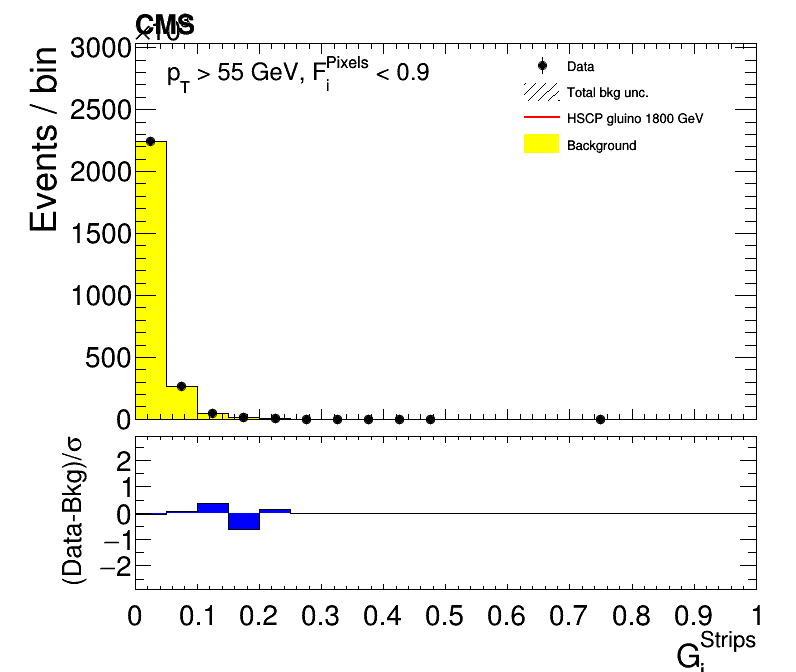 CMS
×10³
Events / bin
3000
2500
2000
1500
1000
500
0
p_T > 55 GeV, F_i^Pixels < 0.9
Data
Total bkg unc.
HSCP gluino 1800 GeV
Background
(Data-Bkg)/σ
2
1
0
−1
−2
0 0.1 0.2 0.3 0.4 0.5 0.6 0.7 0.8 0.9 1
G_i^Strips